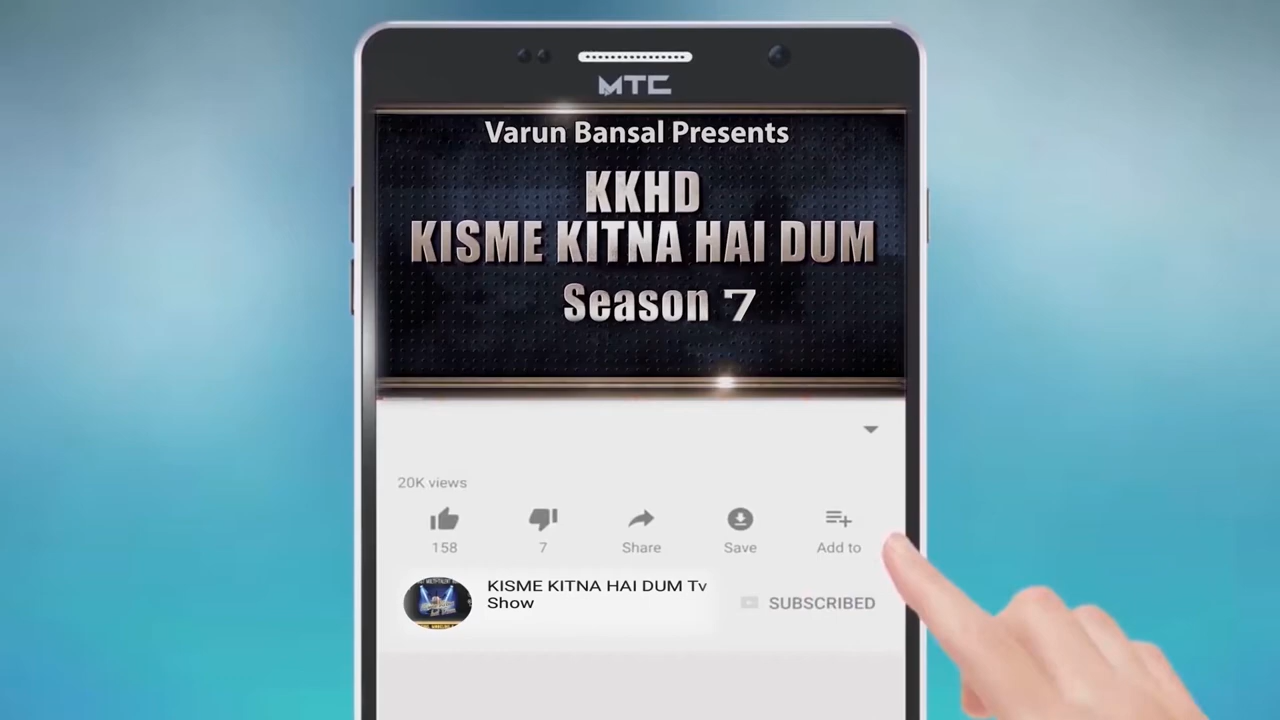 MTC
Varun Bansal Presents
KKHD
KISME KITNA HAI DUM
Season 7
20K views
158
7
Share
Save
Add to
KISME KITNA HAI DUM Tv
Show
SUBSCRIBED